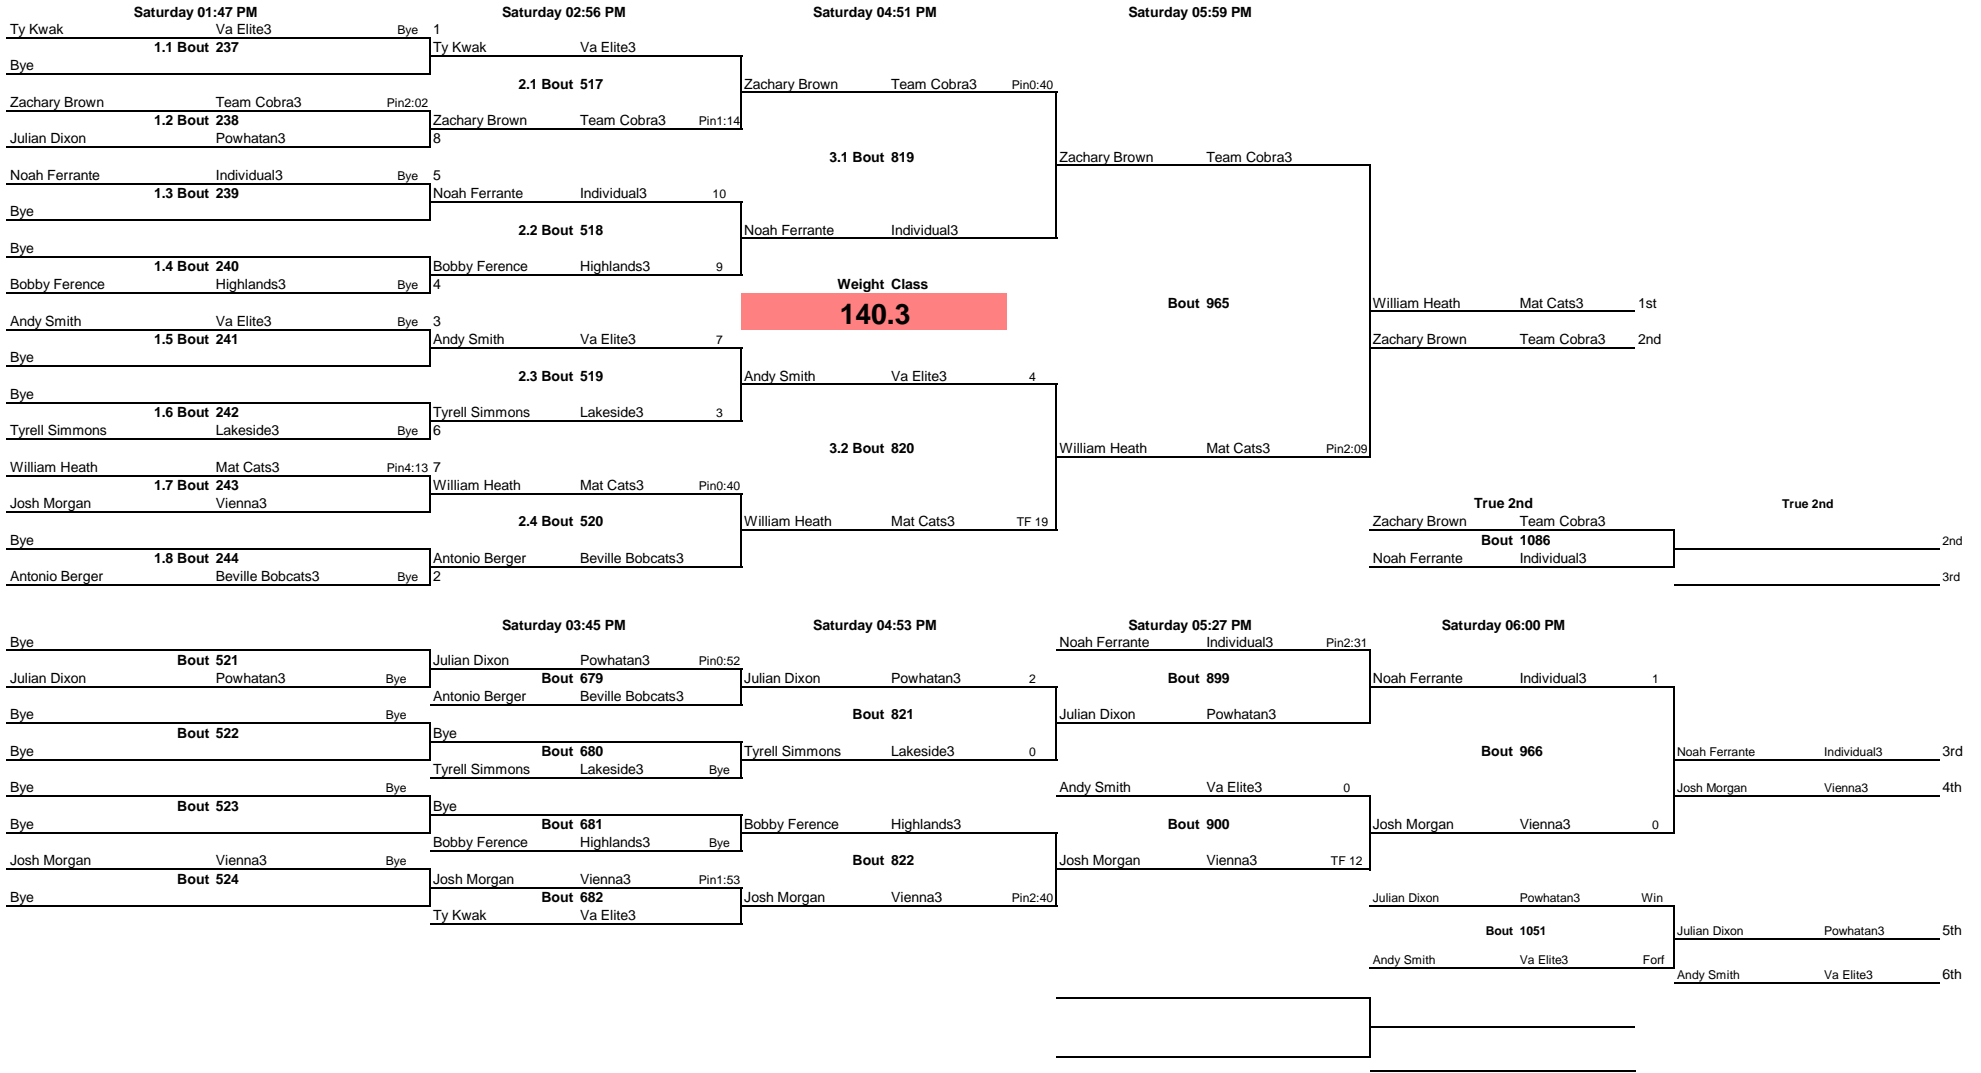 Saturday 01:47 PM Saturday 02:56 PM Saturday 04:51 PM Saturday 05:59 PM
Ty Kwak Va Elite3 Bye 1
1.1 Bout 237 Ty Kwak Va Elite3
Bye
2.1 Bout 517 Zachary Brown Team Cobra3 Pin0:40
Zachary Brown Team Cobra3 Pin2:02
1.2 Bout 238 Zachary Brown Team Cobra3 Pin1:14
Julian Dixon Powhatan3 8
3.1 Bout 819 Zachary Brown Team Cobra3
Noah Ferrante Individual3 Bye 5
1.3 Bout 239 Noah Ferrante Individual3 10
Bye
2.2 Bout 518 Noah Ferrante Individual3
Bye
1.4 Bout 240 Bobby Ference Highlands3 9
Bobby Ference Highlands3 Bye 4 Weight Class
Bout 965 William Heath Mat Cats3 1st
140.3
Andy Smith Va Elite3 Bye 3
1.5 Bout 241 Andy Smith Va Elite3 7 Zachary Brown Team Cobra3 2nd
Bye
2.3 Bout 519 Andy Smith Va Elite3 4
Bye
1.6 Bout 242 Tyrell Simmons Lakeside3 3
Tyrell Simmons Lakeside3 Bye 6
3.2 Bout 820 William Heath Mat Cats3 Pin2:09
William Heath Mat Cats3 Pin4:13 7
1.7 Bout 243 William Heath Mat Cats3 Pin0:40
Josh Morgan Vienna3 True 2nd True 2nd
2.4 Bout 520 William Heath Mat Cats3 TF 19 Zachary Brown Team Cobra3
Bye Bout 1086 2nd
1.8 Bout 244 Antonio Berger Beville Bobcats3 Noah Ferrante Individual3
Antonio Berger Beville Bobcats3 Bye 2 3rd
Saturday 03:45 PM Saturday 04:53 PM Saturday 05:27 PM Saturday 06:00 PM
Bye Noah Ferrante Individual3 Pin2:31
Bout 521 Julian Dixon Powhatan3 Pin0:52
Julian Dixon Powhatan3 Bye Bout 679 Julian Dixon Powhatan3 2 Bout 899 Noah Ferrante Individual3 1
Antonio Berger Beville Bobcats3
Bye Bye Bout 821 Julian Dixon Powhatan3
Bout 522 Bye
Bye Bout 680 Tyrell Simmons Lakeside3 0 Bout 966 Noah Ferrante Individual3 3rd
Tyrell Simmons Lakeside3 Bye
Bye Bye Andy Smith Va Elite3 0 Josh Morgan Vienna3 4th
Bout 523 Bye
Bye Bout 681 Bobby Ference Highlands3 Bout 900 Josh Morgan Vienna3 0
Bobby Ference Highlands3 Bye
Josh Morgan Vienna3 Bye Bout 822 Josh Morgan Vienna3 TF 12
Bout 524 Josh Morgan Vienna3 Pin1:53
Bye Bout 682 Josh Morgan Vienna3 Pin2:40 Julian Dixon Powhatan3 Win
Ty Kwak Va Elite3
Bout 1051 Julian Dixon Powhatan3 5th
Andy Smith Va Elite3 Forf
Andy Smith Va Elite3 6th